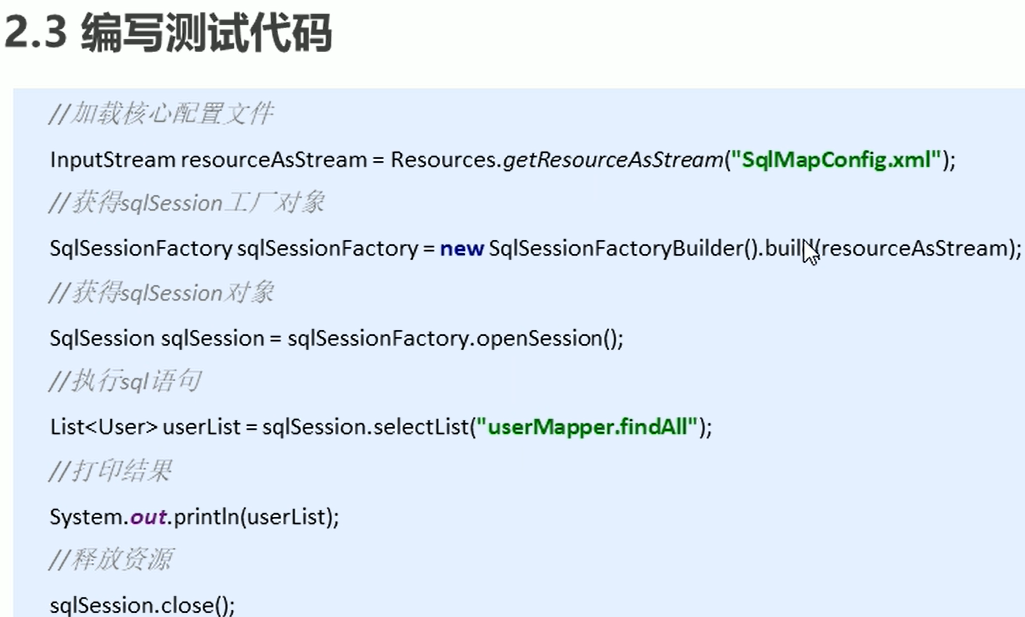 2.3 编写测试代码
//加载核心配置文件
InputStream resourceAsStream = Resources.getResourceAsStream("SqlMapConfig.xml");
//获得sqlSession工厂对象
SqlSessionFactory sqlSessionFactory = new SqlSessionFactoryBuilder().build(resourceAsStream);
//获得sqlSession对象
SqlSession sqlSession = sqlSessionFactory.openSession();
//执行sql语句
List<User> userList = sqlSession.selectList("userMapper.findAll");
//打印结果
System.out.println(userList);
//释放资源
sqlSession.close();